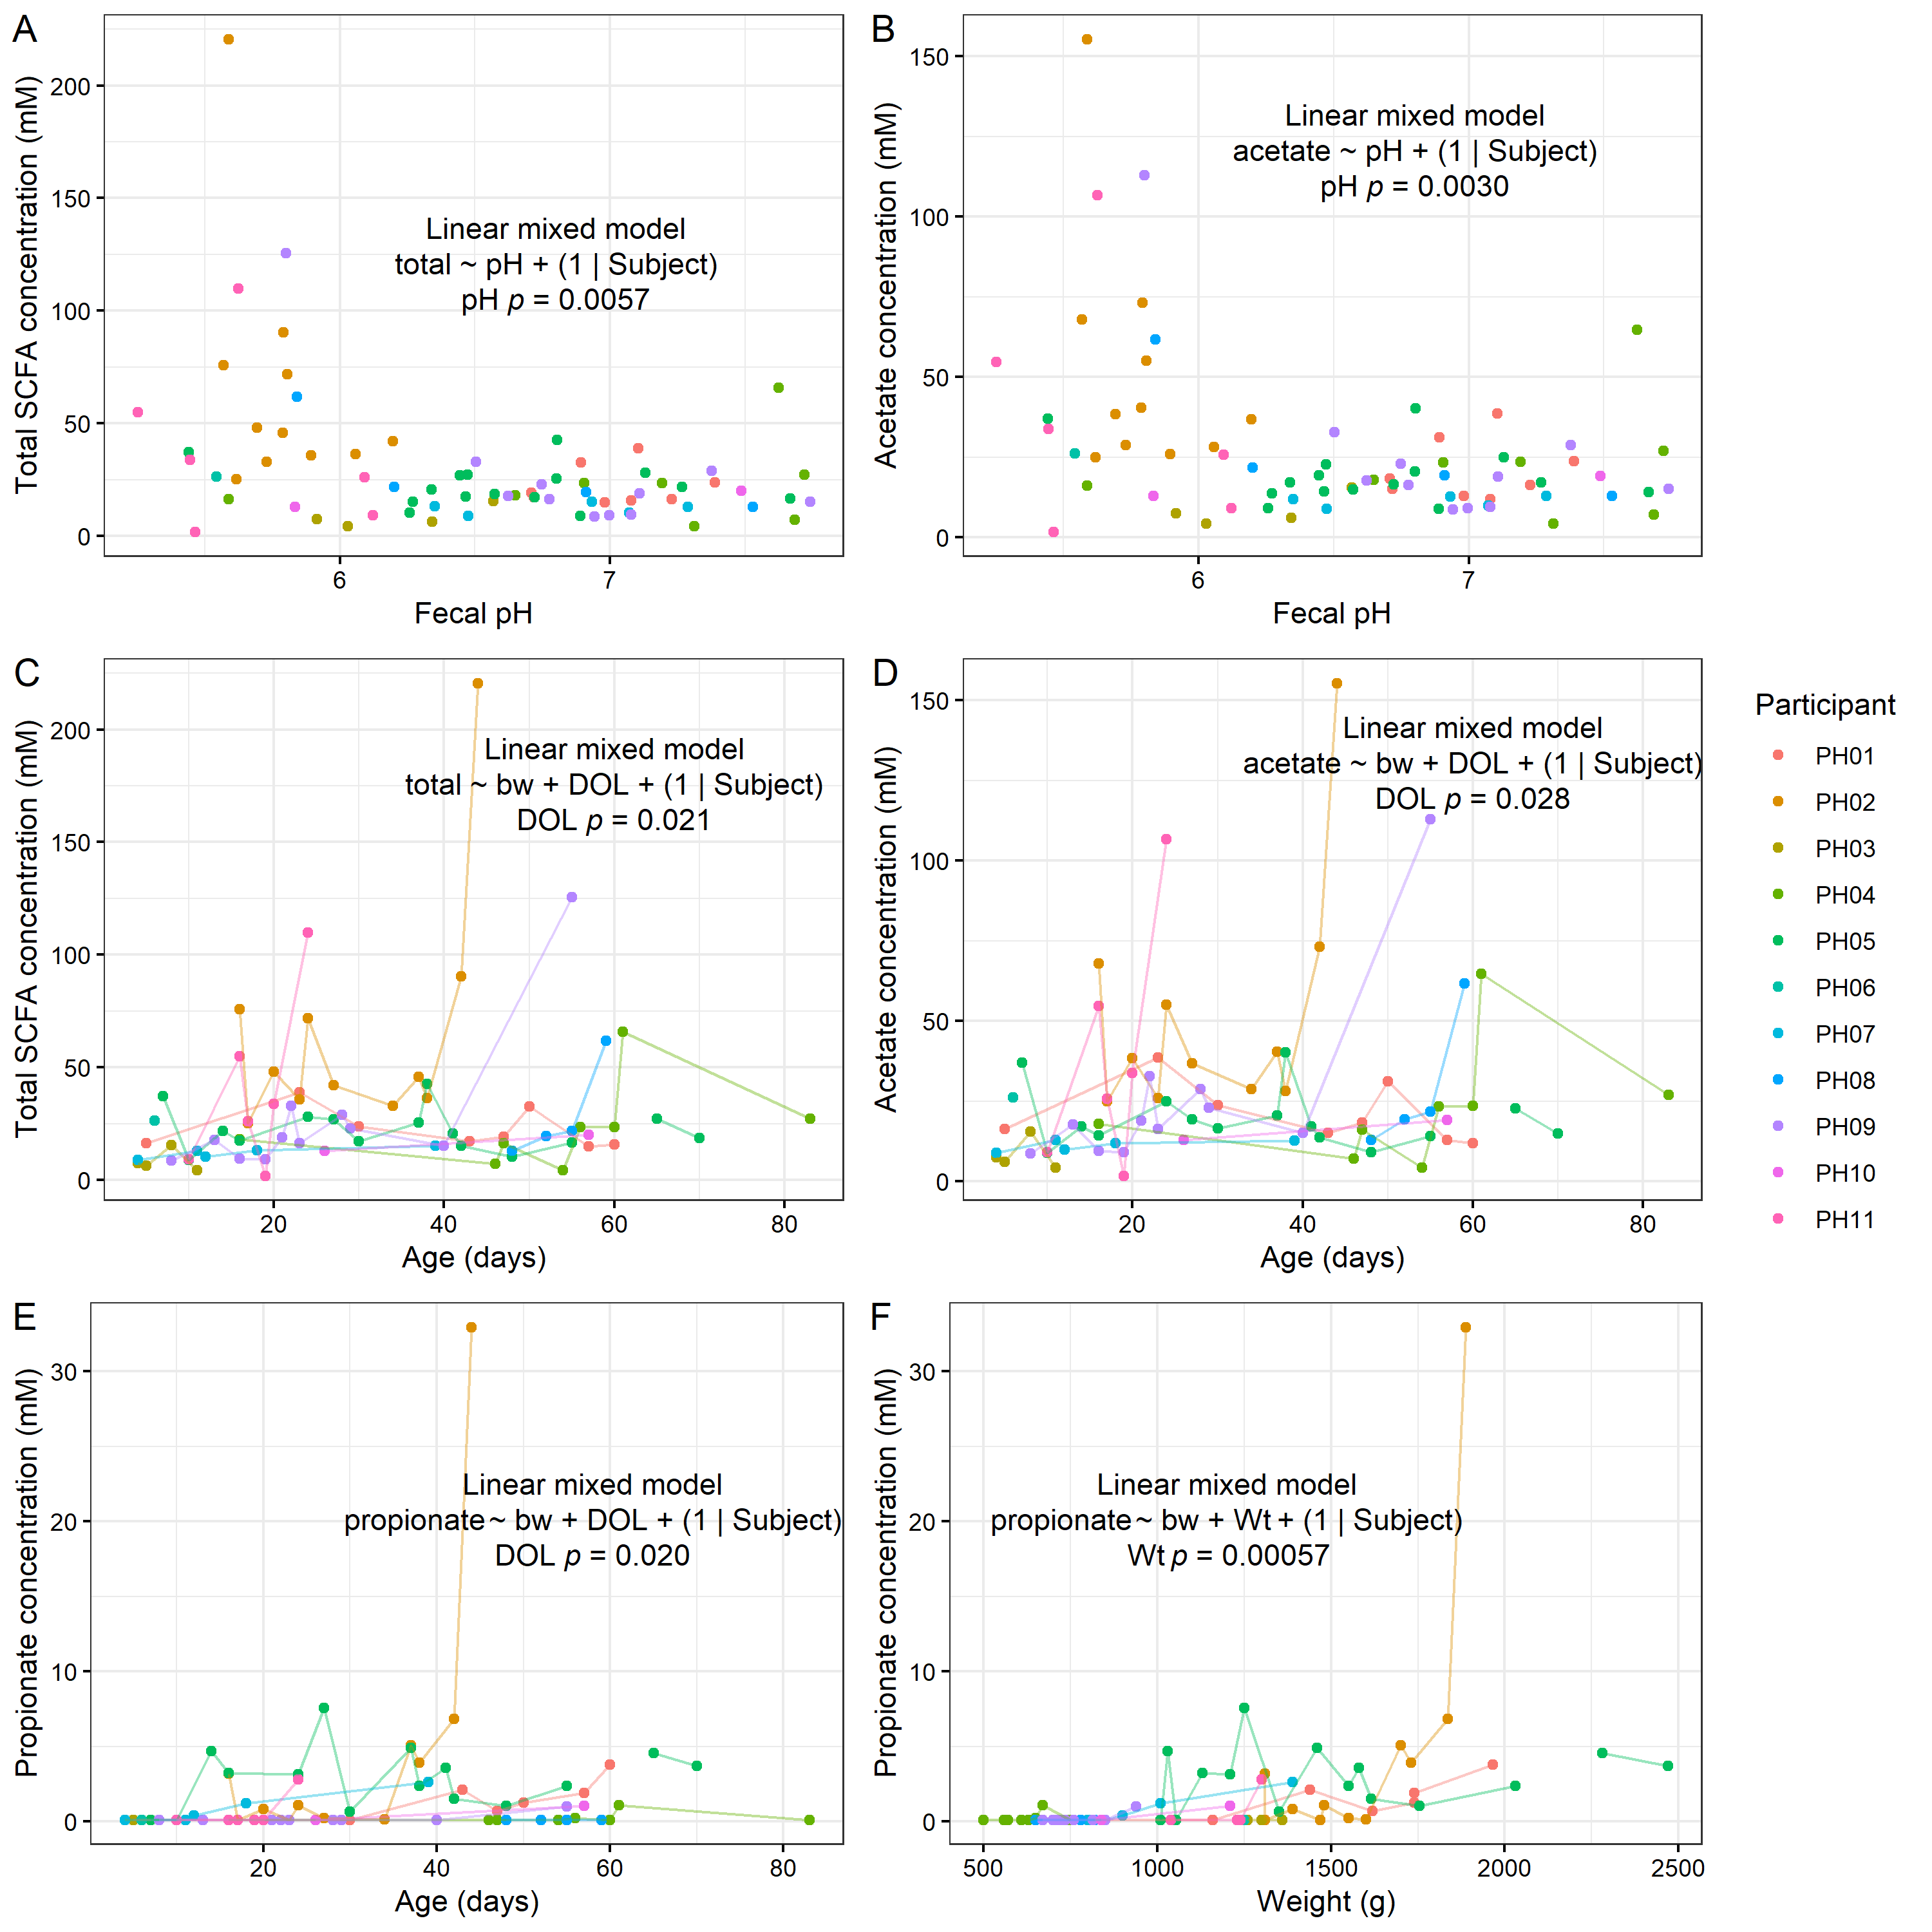 A
Total SCFA concentration (mM)
200
150
100
50
0
Linear mixed model
total ~ pH + (1 | Subject)
pH p = 0.0057
6
7
Fecal pH
B
Acetate concentration (mM)
150
100
50
0
Linear mixed model
acetate ~ pH + (1 | Subject)
pH p = 0.0030
6
7
Fecal pH
C
Total SCFA concentration (mM)
200
150
100
50
0
Linear mixed model
total ~ bw + DOL + (1 | Subject)
DOL p = 0.021
20
40
60
80
Age (days)
D
Acetate concentration (mM)
150
100
50
0
Linear mixed model
acetate ~ bw + DOL + (1 | Subject)
DOL p = 0.028
20
40
60
80
Age (days)
Participant
PH01
PH02
PH03
PH04
PH05
PH06
PH07
PH08
PH09
PH10
PH11
E
Propionate concentration (mM)
30
20
10
0
Linear mixed model
propionate ~ bw + DOL + (1 | Subject)
DOL p = 0.020
20
40
60
80
Age (days)
F
Propionate concentration (mM)
30
20
10
0
Linear mixed model
propionate ~ bw + Wt + (1 | Subject)
Wt p = 0.00057
500
1000
1500
2000
2500
Weight (g)